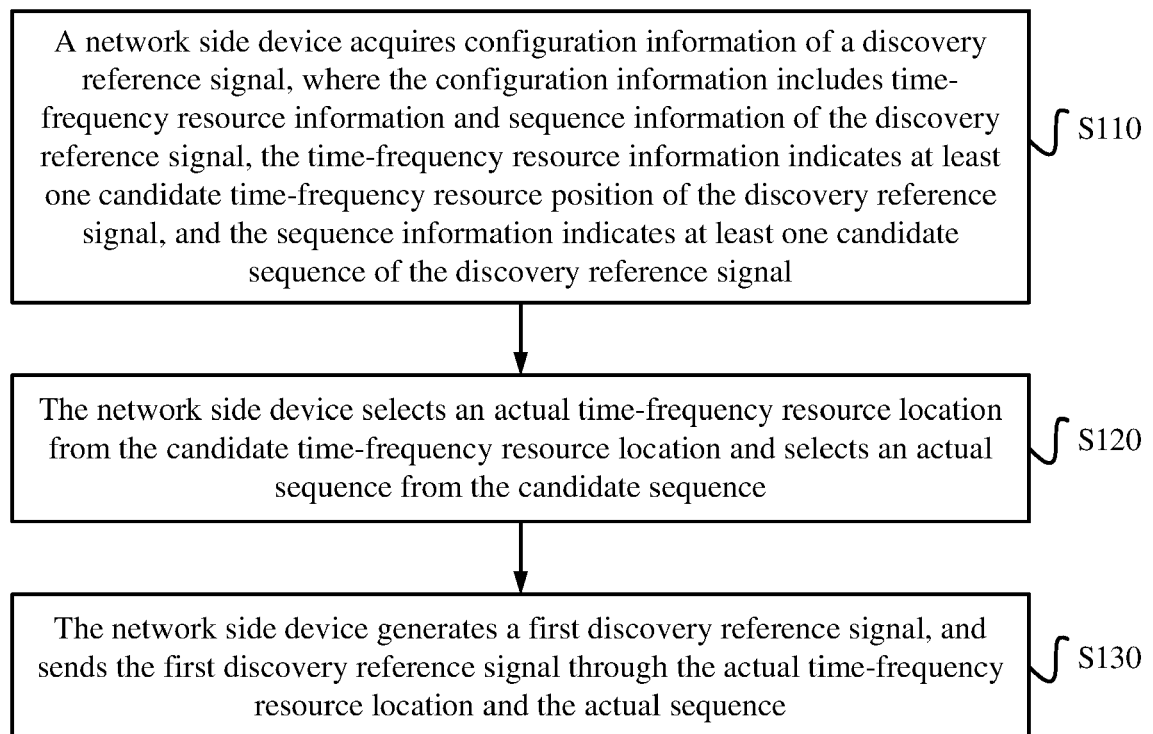 A network side device acquires configuration information of a discovery
reference signal, where the configuration information includes time-
frequency resource information and sequence information of the discovery
reference signal, the time-frequency resource information indicates at least
one candidate time-frequency resource position of the discovery reference
signal, and the sequence information indicates at least one candidate
sequence of the discovery reference signal
S110
The network side device selects an actual time-frequency resource location
from the candidate time-frequency resource location and selects an actual
sequence from the candidate sequence
S120
The network side device generates a first discovery reference signal, and
sends the first discovery reference signal through the actual time-frequency
resource location and the actual sequence
S130